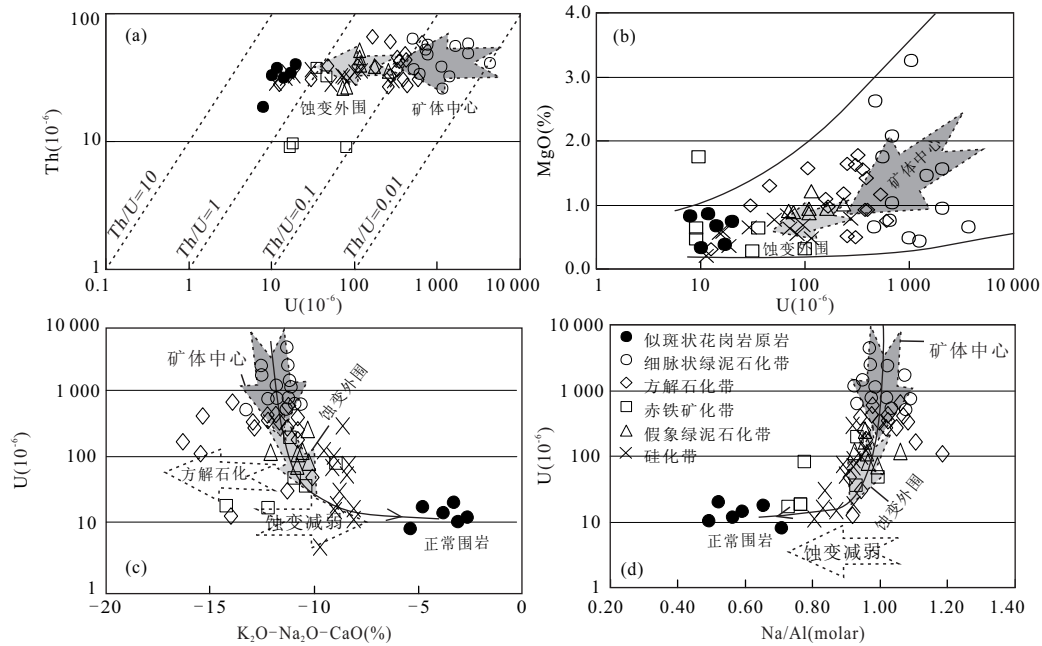 (a)
100
10
1
Th(10⁻⁶)
Th/U=10
Th/U=1
Th/U=0.1
Th/U=0.01
蚀变外围
矿体中心
0.1
1
10
100
1 000
10 000
U(10⁻⁶)
(b)
4.0
3.0
2.0
1.0
0.0
MgO(%)
矿体中心
蚀变外围
1
10
100
1 000
10 000
U(10⁻⁶)
(c)
10 000
1 000
100
10
1
U(10⁻⁶)
矿体中心
蚀变外围
方解石化
蚀变减弱
正常围岩
−20
−15
−10
−5
0
K₂O−Na₂O−CaO(%)
(d)
10 000
1 000
100
10
1
U(10⁻⁶)
似斑状花岗岩原岩
细脉状绿泥石化带
方解石化带
赤铁矿化带
假象绿泥石化带
硅化带
矿体中心
蚀变外围
正常围岩
蚀变减弱
0.20
0.40
0.60
0.80
1.00
1.20
1.40
Na/Al(molar)